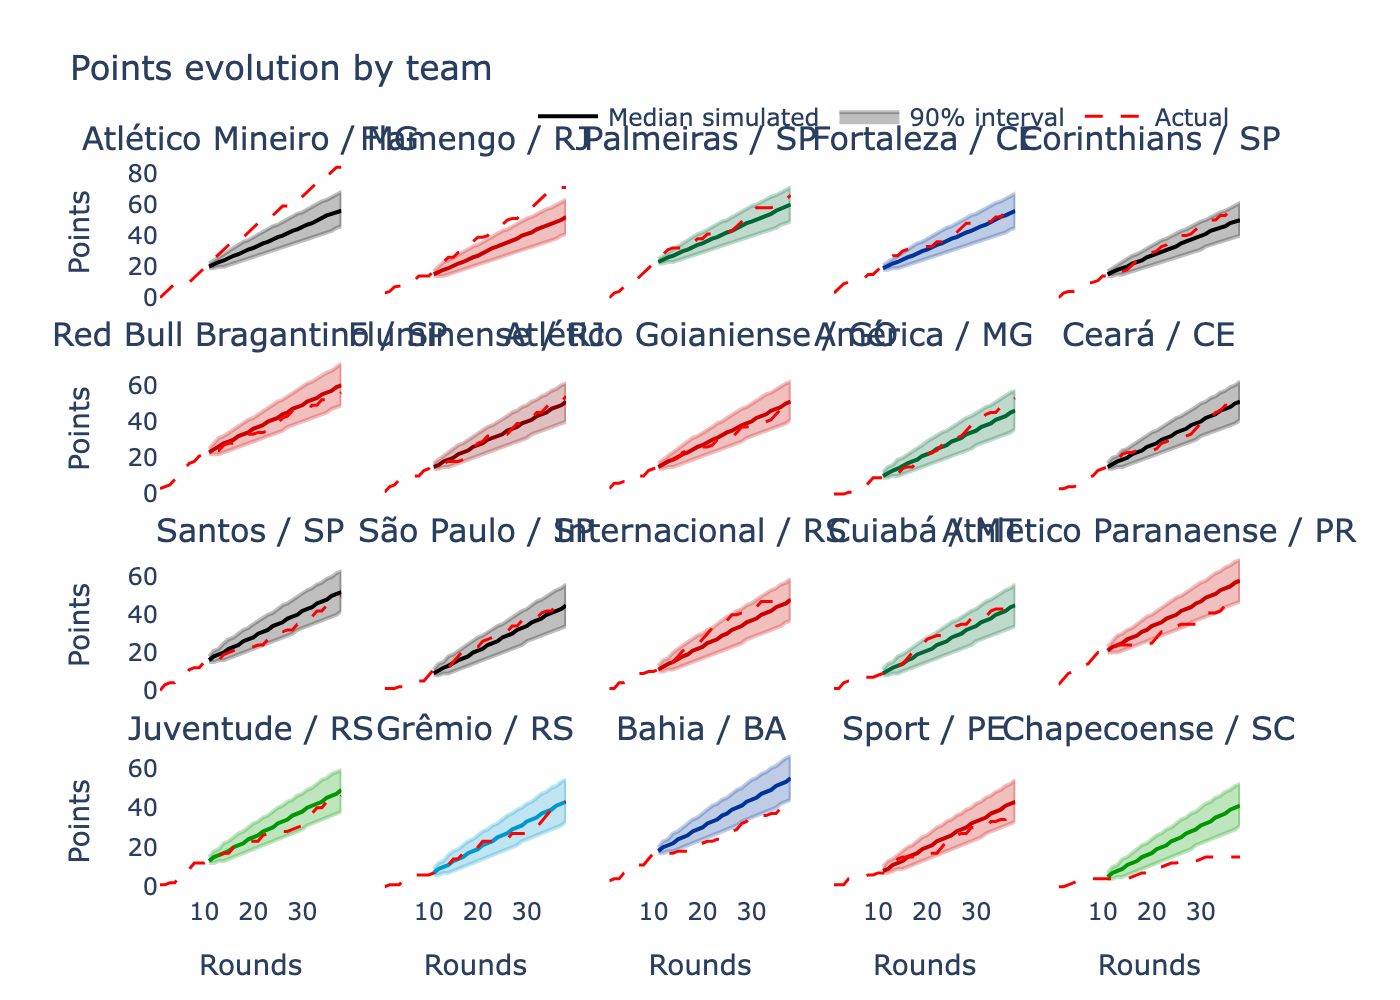 Points evolution by team
Median simulated 90% interval Actual
Atlético Mineiro / MG Flamengo / RJ Palmeiras / SP Fortaleza / CE Corinthians / SP
Points
80
60
40
20
0
Red Bull Bragantino / SP Fluminense / RJ Atlético Goianiense / GO América / MG Ceará / CE
Points
60
40
20
0
Santos / SP São Paulo / SP Internacional / RS Cuiabá / MT Athletico Paranaense / PR
Points
60
40
20
0
Juventude / RS Grêmio / RS Bahia / BA Sport / PE Chapecoense / SC
Points
60
40
20
0
10 20 30 10 20 30 10 20 30 10 20 30 10 20 30
Rounds Rounds Rounds Rounds Rounds